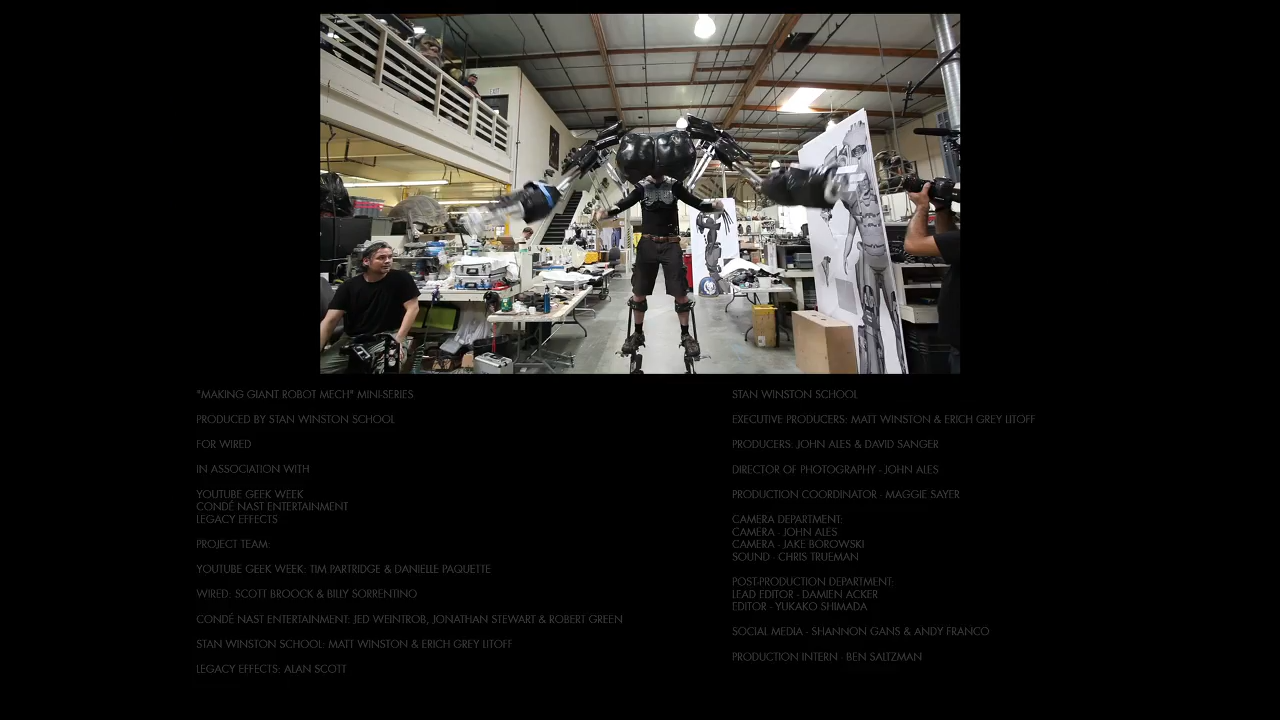 "MAKING GIANT ROBOT MECH" MINI-SERIES
PRODUCED BY STAN WINSTON SCHOOL
FOR WIRED
IN ASSOCIATION WITH
YOUTUBE GEEK WEEK
CONDÉ NAST ENTERTAINMENT
LEGACY EFFECTS
PROJECT TEAM:
YOUTUBE GEEK WEEK: TIM PARTRIDGE & DANIELLE PAQUETTE
WIRED: SCOTT BROOCK & BILLY SORRENTINO
CONDÉ NAST ENTERTAINMENT: JED WEINTROB, JONATHAN STEWART & ROBERT GREEN
STAN WINSTON SCHOOL: MATT WINSTON & ERICH GREY LITOFF
LEGACY EFFECTS: ALAN SCOTT
STAN WINSTON SCHOOL
EXECUTIVE PRODUCERS: MATT WINSTON & ERICH GREY LITOFF
PRODUCERS: JOHN ALES & DAVID SANGER
DIRECTOR OF PHOTOGRAPHY - JOHN ALES
PRODUCTION COORDINATOR - MAGGIE SAYER
CAMERA DEPARTMENT:
CAMERA - JOHN ALES
CAMERA - JAKE BOROWSKI
SOUND - CHRIS TRUEMAN
POST-PRODUCTION DEPARTMENT:
LEAD EDITOR - DAMIEN ACKER
EDITOR - YUKAKO SHIMADA
SOCIAL MEDIA - SHANNON GANS & ANDY FRANCO
PRODUCTION INTERN - BEN SALTZMAN